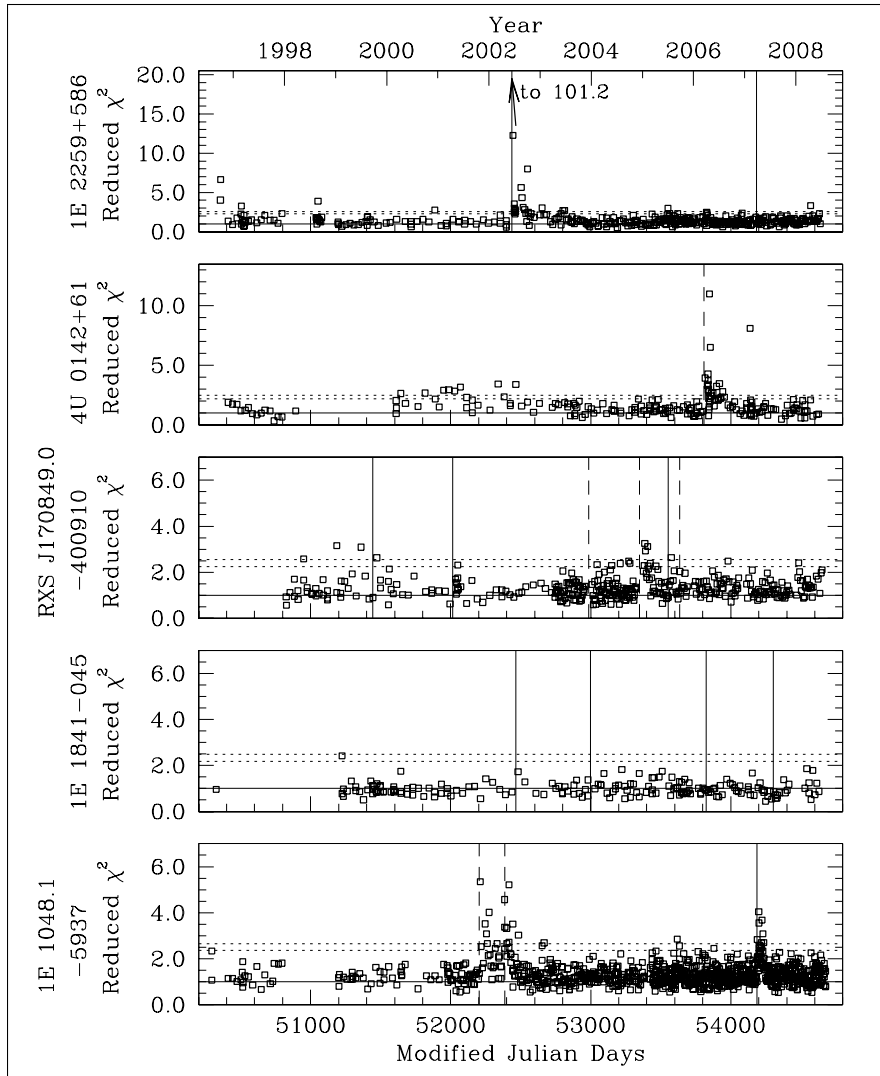 Year
1998 2000 2002 2004 2006 2008
1E 2259+586
Reduced χ²
20.0
15.0
10.0
5.0
0.0
to 101.2
4U 0142+61
Reduced χ²
10.0
5.0
0.0
RXS J170849.0
−400910
Reduced χ²
6.0
4.0
2.0
0.0
1E 1841−045
Reduced χ²
6.0
4.0
2.0
0.0
1E 1048.1
−5937
Reduced χ²
6.0
4.0
2.0
0.0
51000 52000 53000 54000
Modified Julian Days